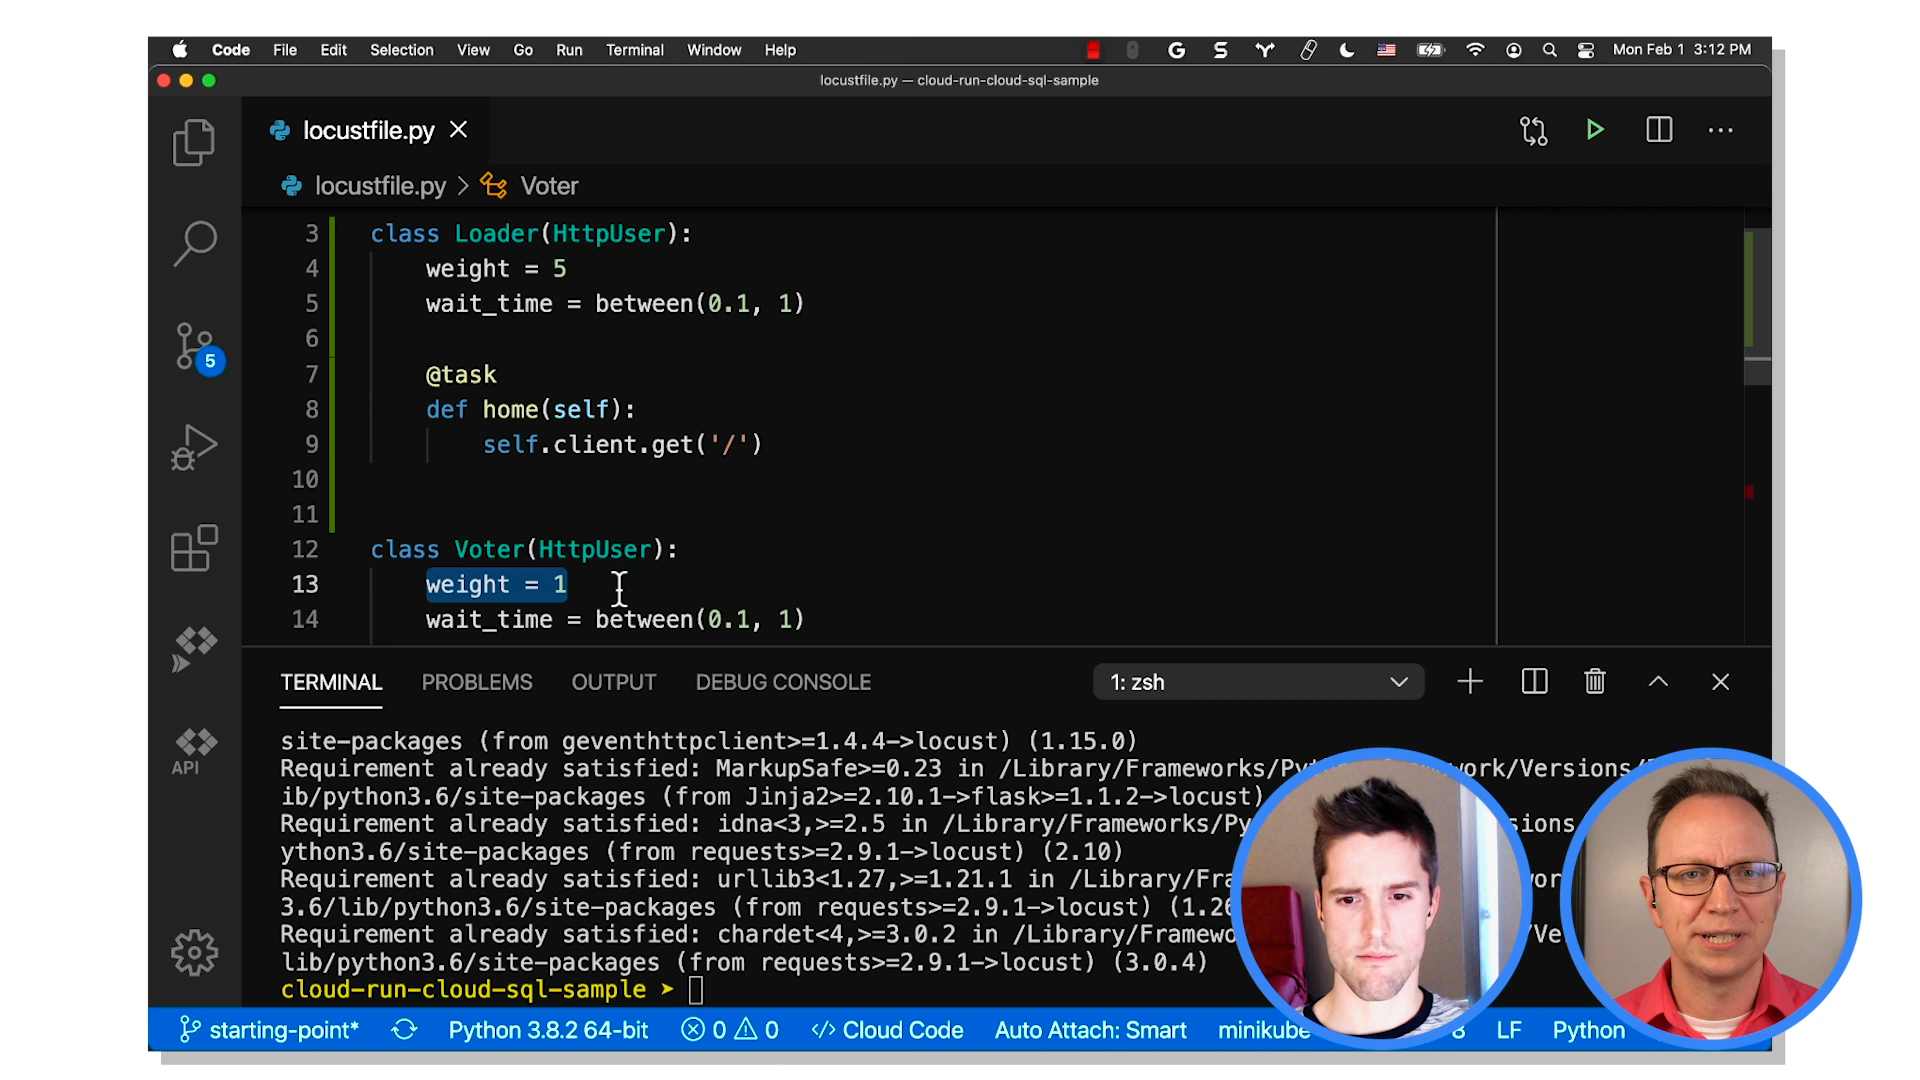 Code File Edit Selection View Go Run Terminal Window Help Mon Feb 1 3:12 PM
locustfile.py — cloud-run-cloud-sql-sample
locustfile.py
locustfile.py > Voter
3 class Loader(HttpUser):
4 weight = 5
5 wait_time = between(0.1, 1)
6
7 @task
8 def home(self):
9 self.client.get('/')
10
11
12 class Voter(HttpUser):
13 weight = 1
14 wait_time = between(0.1, 1)
5
API
TERMINAL PROBLEMS OUTPUT DEBUG CONSOLE 1: zsh
site-packages (from geventhttpclient>=1.4.4->locust) (1.15.0)
Requirement already satisfied: MarkupSafe>=0.23 in /Library/Frameworks/Python.framework/Versions/
ib/python3.6/site-packages (from Jinja2>=2.10.1->flask>=1.1.2->locust)
Requirement already satisfied: idna<3,>=2.5 in /Library/Frameworks/Py
ython3.6/site-packages (from requests>=2.9.1->locust) (2.10)
Requirement already satisfied: urllib3<1.27,>=1.21.1 in /Library/Fra
3.6/lib/python3.6/site-packages (from requests>=2.9.1->locust) (1.26
Requirement already satisfied: chardet<4,>=3.0.2 in /Library/Framewo
lib/python3.6/site-packages (from requests>=2.9.1->locust) (3.0.4)
cloud-run-cloud-sql-sample ➤
starting-point* Python 3.8.2 64-bit 0 0 </> Cloud Code Auto Attach: Smart minikube 8 LF Python